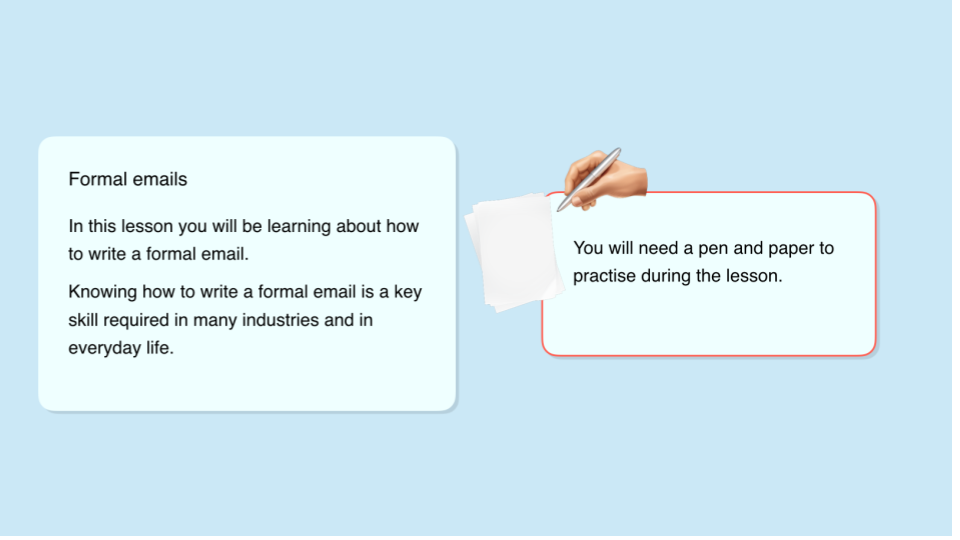 Formal emails
In this lesson you will be learning about how
to write a formal email.
Knowing how to write a formal email is a key
skill required in many industries and in
everyday life.
You will need a pen and paper to
practise during the lesson.